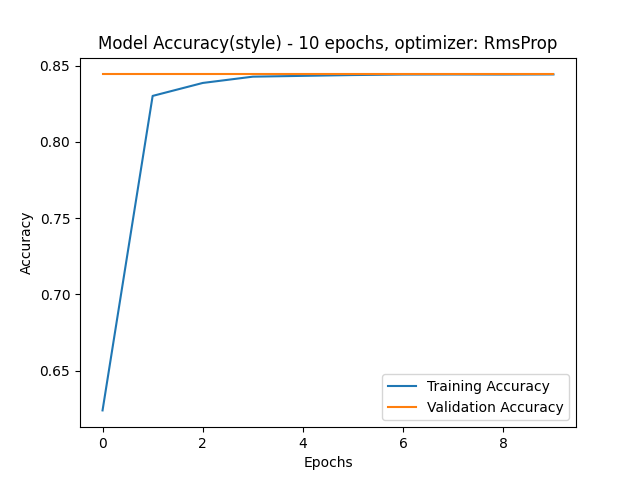 Model Accuracy(style) - 10 epochs, optimizer: RmsProp
0.85
0.80
0.75
0.70
0.65
Accuracy
Training Accuracy
Validation Accuracy
0 2 4 6 8
Epochs